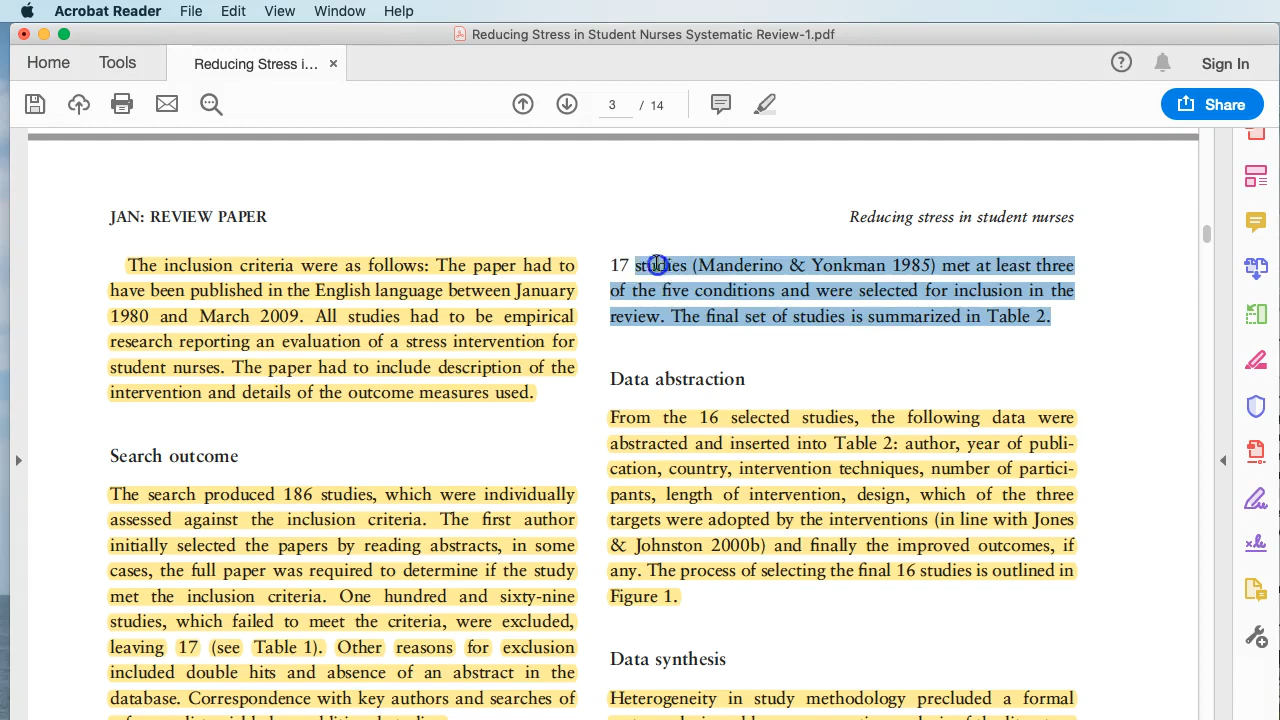 Acrobat Reader File Edit View Window Help
Reducing Stress in Student Nurses Systematic Review-1.pdf
Home Tools Reducing Stress i... × Sign In
3 / 14 Share
JAN: REVIEW PAPER
Reducing stress in student nurses
The inclusion criteria were as follows: The paper had to
have been published in the English language between January
1980 and March 2009. All studies had to be empirical
research reporting an evaluation of a stress intervention for
student nurses. The paper had to include description of the
intervention and details of the outcome measures used.
Search outcome
The search produced 186 studies, which were individually
assessed against the inclusion criteria. The first author
initially selected the papers by reading abstracts, in some
cases, the full paper was required to determine if the study
met the inclusion criteria. One hundred and sixty-nine
studies, which failed to meet the criteria, were excluded,
leaving 17 (see Table 1). Other reasons for exclusion
included double hits and absence of an abstract in the
database. Correspondence with key authors and searches of
17 studies (Manderino & Yonkman 1985) met at least three
of the five conditions and were selected for inclusion in the
review. The final set of studies is summarized in Table 2.
Data abstraction
From the 16 selected studies, the following data were
abstracted and inserted into Table 2: author, year of publi-
cation, country, intervention techniques, number of partici-
pants, length of intervention, design, which of the three
targets were adopted by the interventions (in line with Jones
& Johnston 2000b) and finally the improved outcomes, if
any. The process of selecting the final 16 studies is outlined in
Figure 1.
Data synthesis
Heterogeneity in study methodology precluded a formal